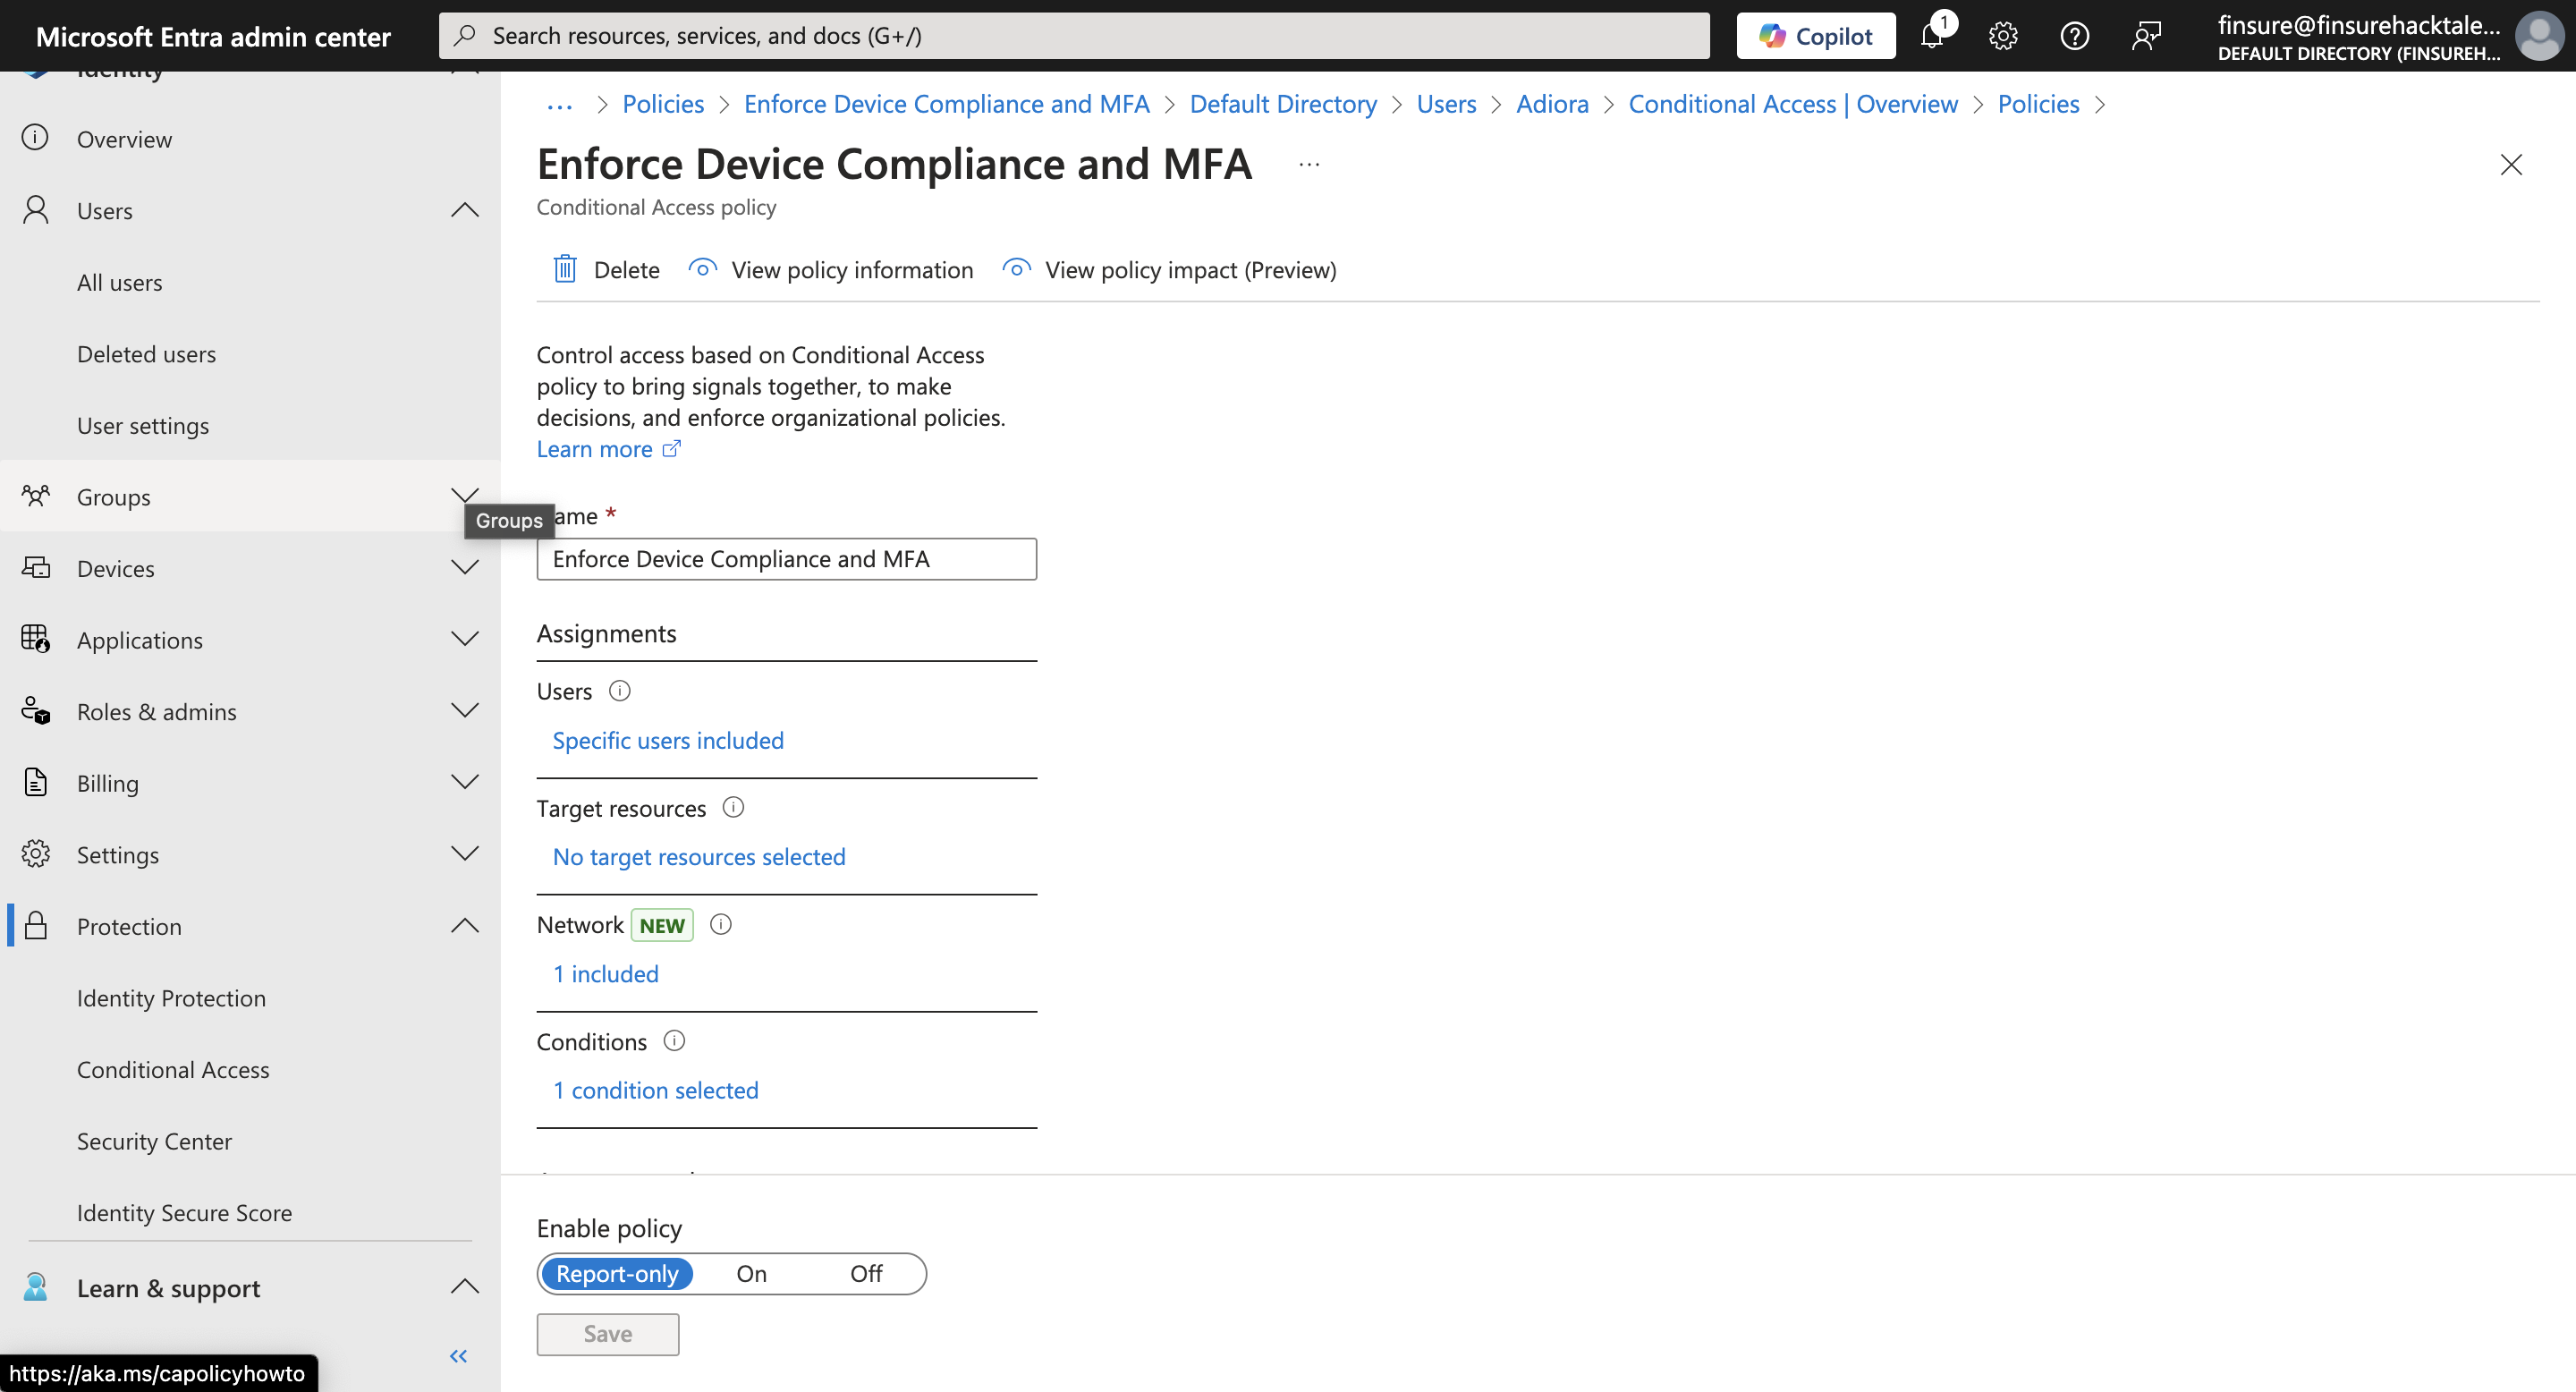 Microsoft Entra admin center
Search resources, services, and docs (G+/)
Copilot
1
finsure@finsurehacktale...
DEFAULT DIRECTORY (FINSUREH...
Identity
Overview
Users
All users
Deleted users
User settings
Groups
Groups
Devices
Applications
Roles & admins
Billing
Settings
Protection
Identity Protection
Conditional Access
Security Center
Identity Secure Score
Learn & support
https://aka.ms/capolicyhowto
... > Policies > Enforce Device Compliance and MFA > Default Directory > Users > Adiora > Conditional Access | Overview > Policies >
Enforce Device Compliance and MFA ...
Conditional Access policy
Delete View policy information View policy impact (Preview)
Control access based on Conditional Access
policy to bring signals together, to make
decisions, and enforce organizational policies.
Learn more
ame *
Enforce Device Compliance and MFA
Assignments
Users
Specific users included
Target resources
No target resources selected
Network NEW
1 included
Conditions
1 condition selected
Enable policy
Report-only On Off
Save